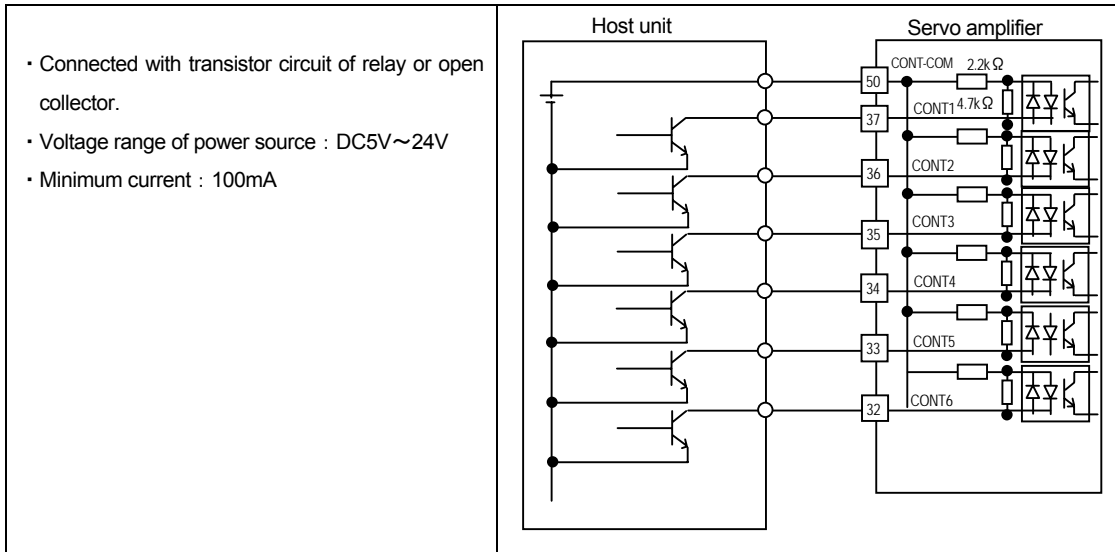 ・Connected with transistor circuit of relay or open
collector.
・Voltage range of power source : DC5V～24V
・Minimum current : 100mA
Host unit
Servo amplifier
50 CONT-COM 2.2kΩ
37 CONT1 4.7kΩ
36 CONT2
35 CONT3
34 CONT4
33 CONT5
32 CONT6